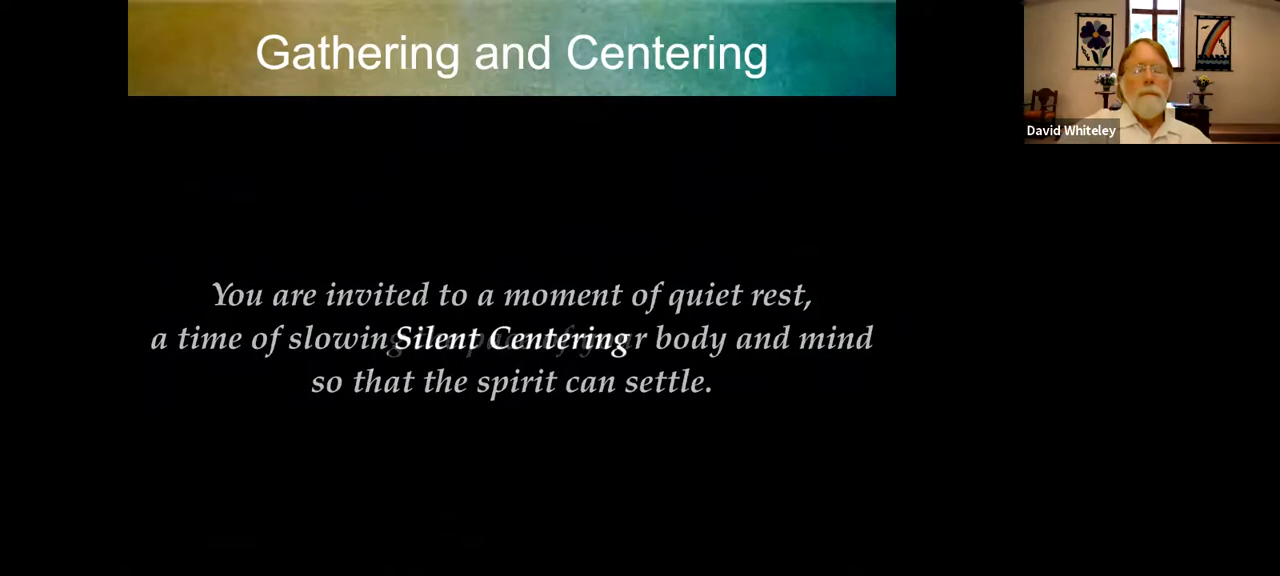 Gathering and Centering
David Whiteley
You are invited to a moment of quiet rest,
a time of slowing body and mind
Silent Centering
so that the spirit can settle.